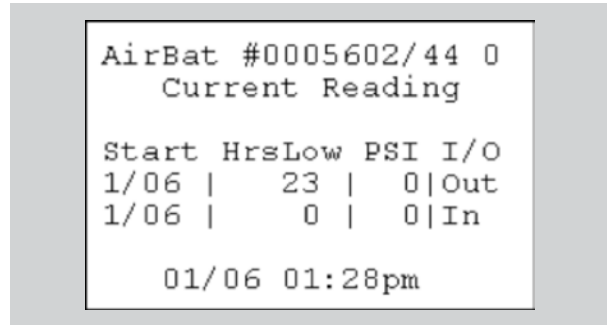 AirBat #0005602/44 0
Current Reading
Start HrsLow PSI I/O
1/06 | 23 | 0|Out
1/06 | 0 | 0|In
01/06 01:28pm